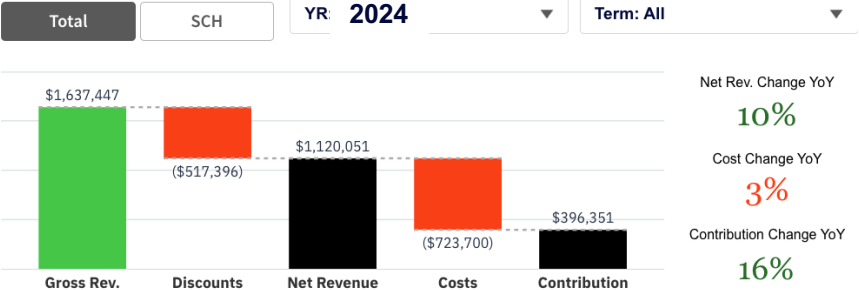 Total
SCH
YR: 2024
Term: All
$1,637,447
($517,396)
$1,120,051
($723,700)
$396,351
Gross Rev.
Discounts
Net Revenue
Costs
Contribution
Net Rev. Change YoY
10%
Cost Change YoY
3%
Contribution Change YoY
16%